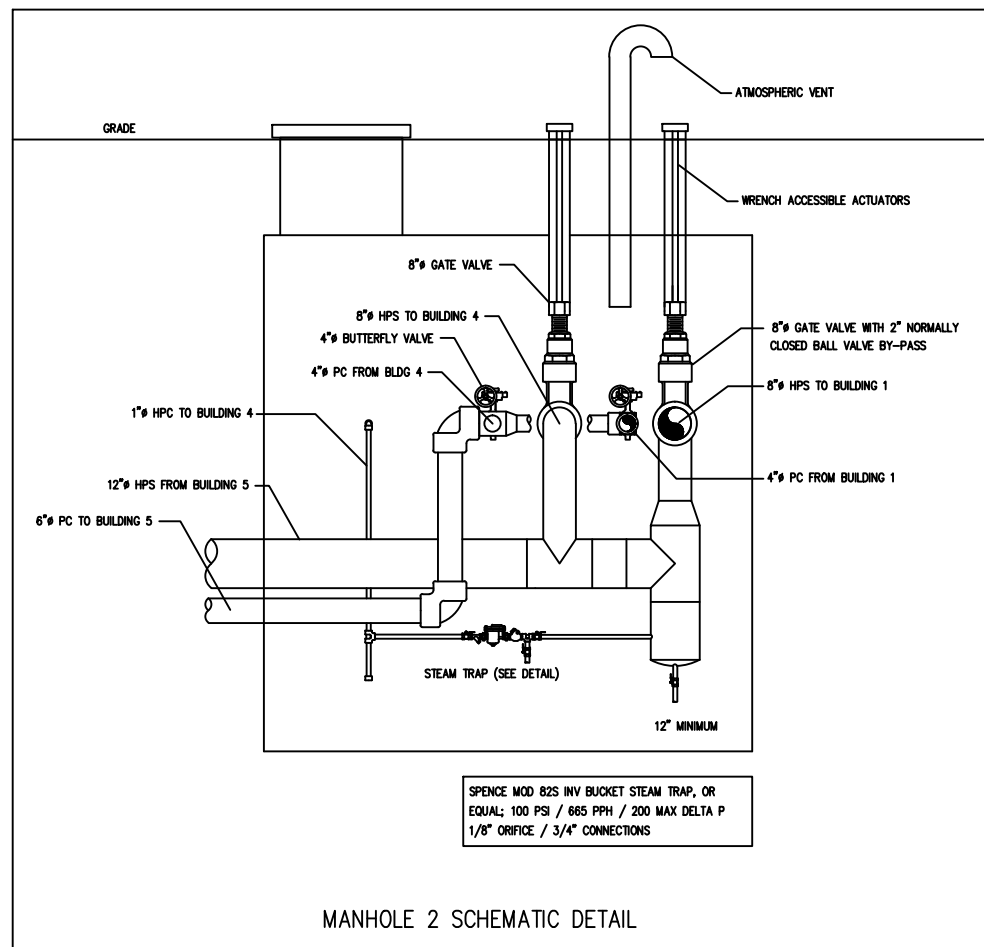 ATMOSPHERIC VENT
GRADE
WRENCH ACCESSIBLE ACTUATORS
8"ø GATE VALVE
8"ø HPS TO BUILDING 4
4"ø BUTTERFLY VALVE
4"ø PC FROM BLDG 4
1"ø HPC TO BUILDING 4
12"ø HPS FROM BUILDING 5
6"ø PC TO BUILDING 5
8"ø GATE VALVE WITH 2" NORMALLY
CLOSED BALL VALVE BY-PASS
8"ø HPS TO BUILDING 1
4"ø PC FROM BUILDING 1
STEAM TRAP (SEE DETAIL)
12" MINIMUM
SPENCE MOD 82S INV BUCKET STEAM TRAP, OR
EQUAL; 100 PSI / 665 PPH / 200 MAX DELTA P
1/8" ORIFICE / 3/4" CONNECTIONS
MANHOLE 2 SCHEMATIC DETAIL